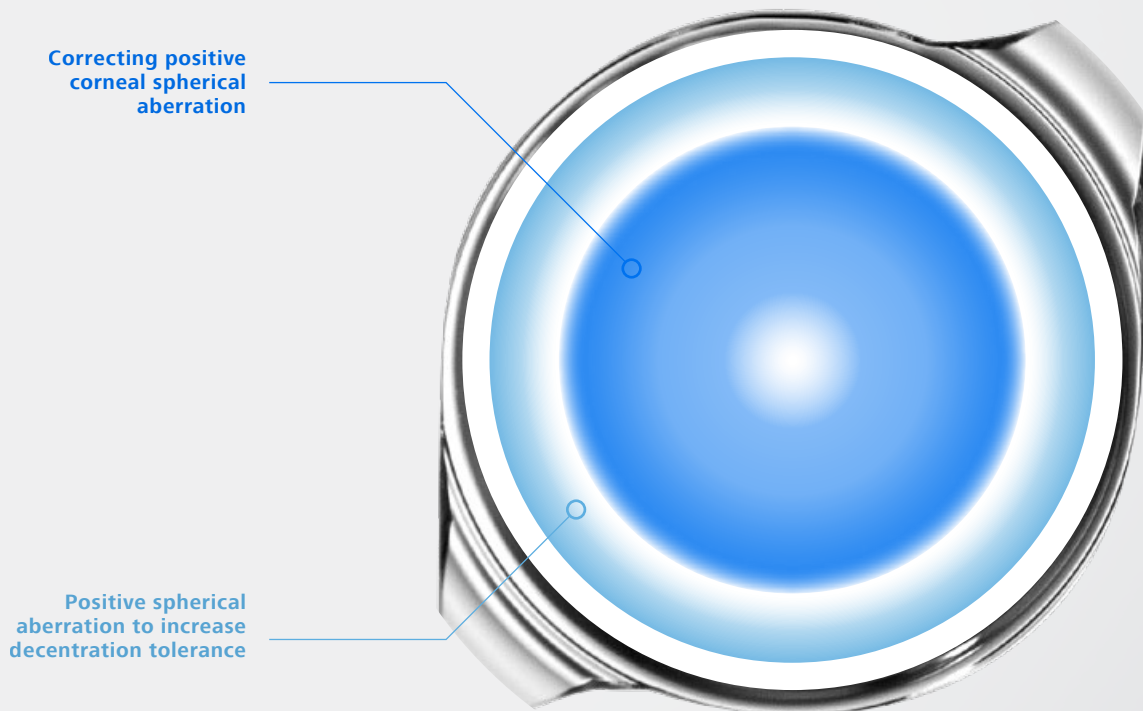 Correcting positive
corneal spherical
aberration
Positive spherical
aberration to increase
decentration tolerance